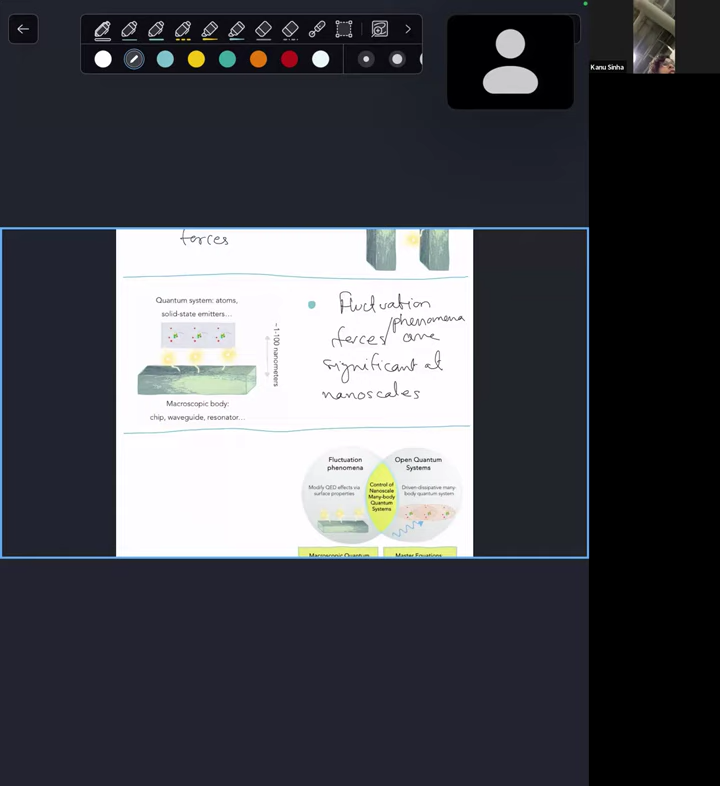 Kanu Sinha
forces
Quantum system: atoms,
solid-state emitters...
~1-100 nanometers
Macroscopic body:
chip, waveguide, resonator...
Fluctuation
forces/phenomena
are
significant at
nanoscales
Fluctuation
phenomena
Modify QED effects via
surface properties
Control of
Nanoscale
Many-body
Quantum
Systems
Open Quantum
Systems
Driven-dissipative many-
body quantum system
Macroscopic Quantum
Master Equations